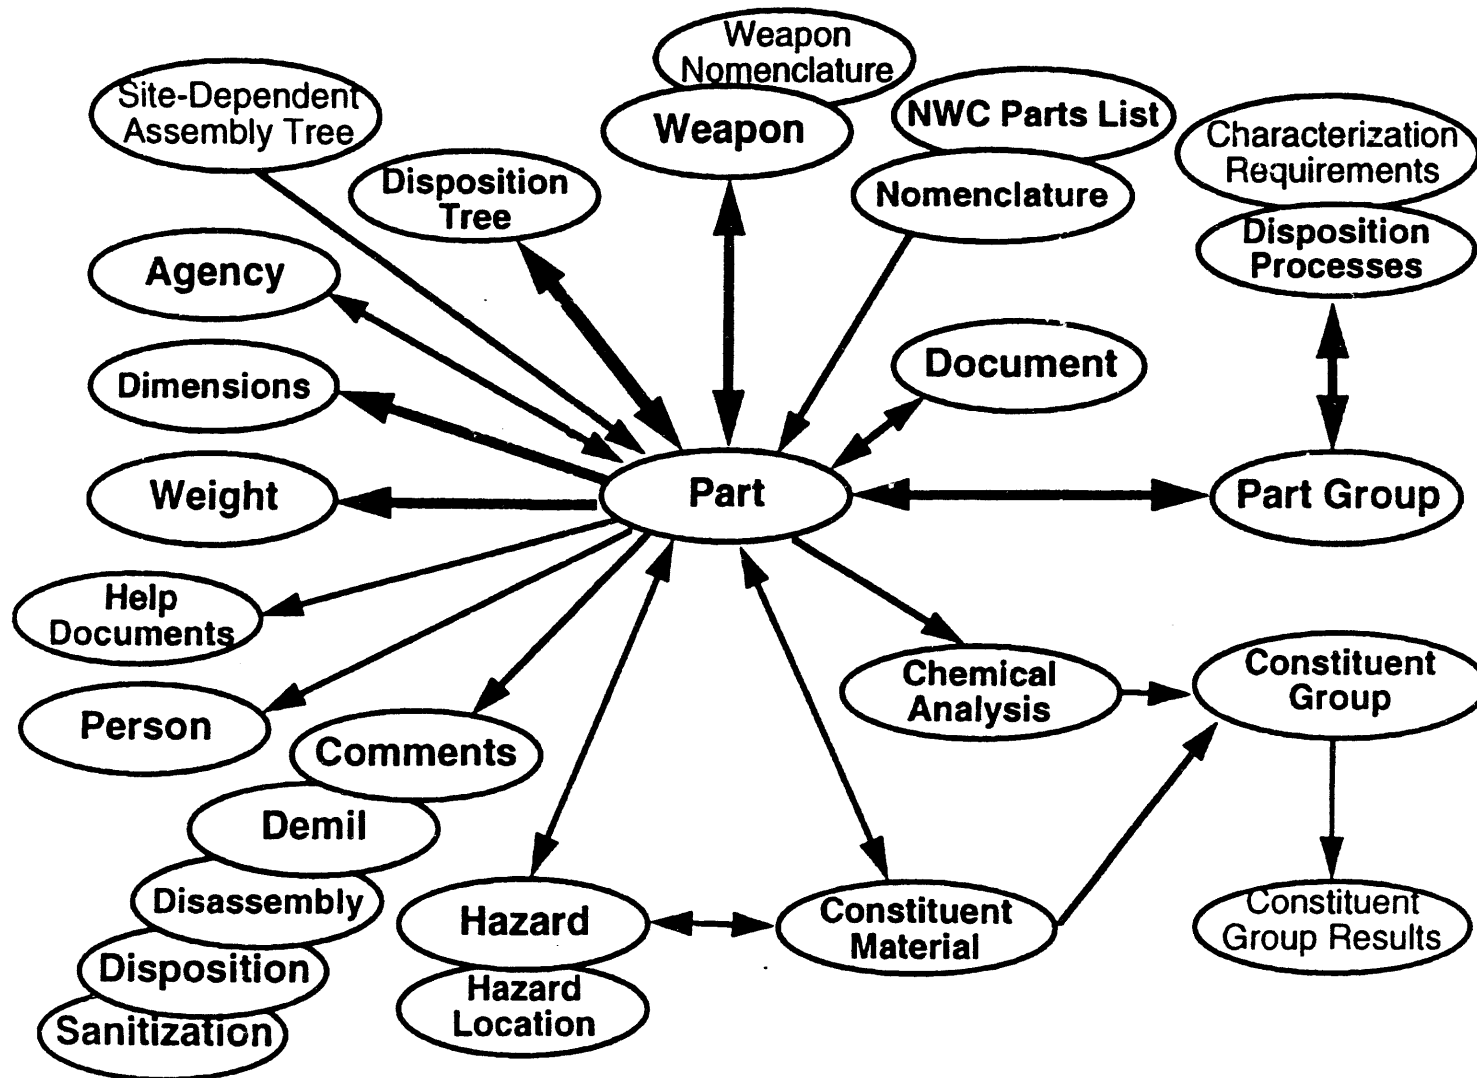 Weapon
Nomenclature
Site-Dependent
Assembly Tree
Weapon
NWC Parts List
Characterization
Requirements
Disposition
Tree
Nomenclature
Disposition
Processes
Agency
Document
Dimensions
Weight
Part
Part Group
Help
Documents
Person
Comments
Chemical
Analysis
Constituent
Group
Demil
Disassembly
Hazard
Constituent
Material
Constituent
Group Results
Disposition
Hazard
Location
Sanitization